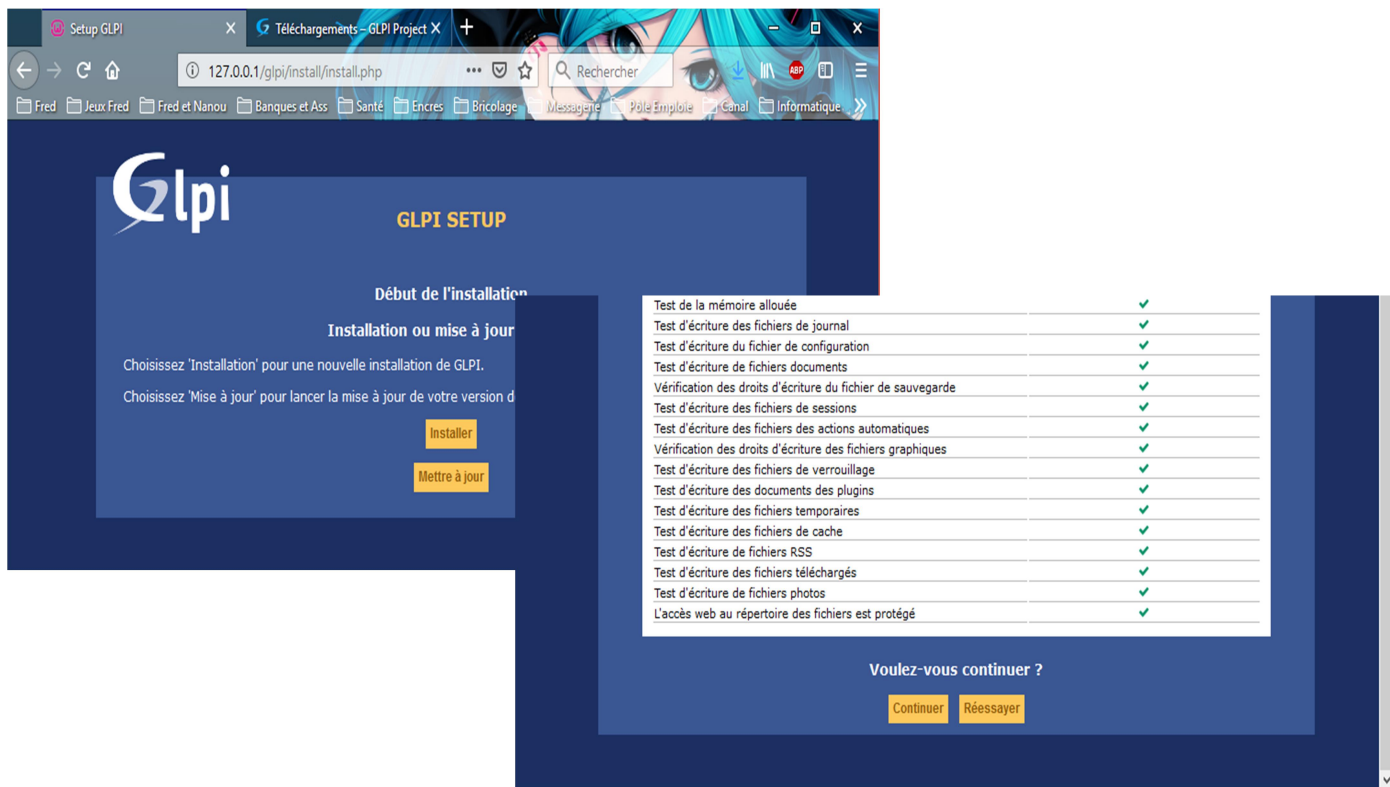 Setup GLPI
Téléchargements – GLPI Project
127.0.0.1/glpi/install/install.php
Rechercher
ABP
Fred
Jeux Fred
Fred et Nanou
Banques et Ass
Santé
Encres
Bricolage
Messagerie
Pôle Emploie
Canal
Informatique
Glpi
GLPI SETUP
Début de l'installation
Installation ou mise à jour
Choisissez 'Installation' pour une nouvelle installation de GLPI.
Choisissez 'Mise à jour' pour lancer la mise à jour de votre version d
Installer
Mettre à jour
Test de la mémoire allouée
Test d'écriture des fichiers de journal
Test d'écriture du fichier de configuration
Test d'écriture de fichiers documents
Vérification des droits d'écriture du fichier de sauvegarde
Test d'écriture des fichiers de sessions
Test d'écriture des fichiers des actions automatiques
Vérification des droits d'écriture des fichiers graphiques
Test d'écriture des fichiers de verrouillage
Test d'écriture des documents des plugins
Test d'écriture des fichiers temporaires
Test d'écriture des fichiers de cache
Test d'écriture de fichiers RSS
Test d'écriture des fichiers téléchargés
Test d'écriture de fichiers photos
L'accès web au répertoire des fichiers est protégé
Voulez-vous continuer ?
Continuer
Réessayer